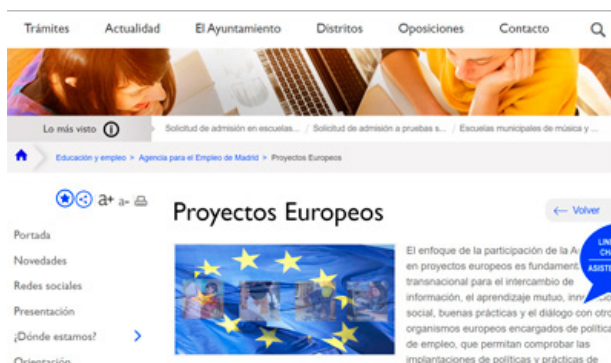 Trámites Actualidad El Ayuntamiento Distritos Oposiciones Contacto
Lo más visto Solicitud de admisión en escuelas... / Solicitud de admisión a pruebas s... / Escuelas municipales de música y ...
Educación y empleo > Agencia para el Empleo de Madrid > Proyectos Europeos
a+ a-
Proyectos Europeos
← Volver
Portada
Novedades
Redes sociales
Presentación
¿Dónde estamos? >
Orientación
El enfoque de la participación de la
en proyectos europeos es
transnacional para el intercambio de
información, el aprendizaje mutuo,
social, buenas prácticas y el diálogo con
organismos europeos encargados de
de empleo, que permitan comprobar las
implantaciones de políticas y prácticas de